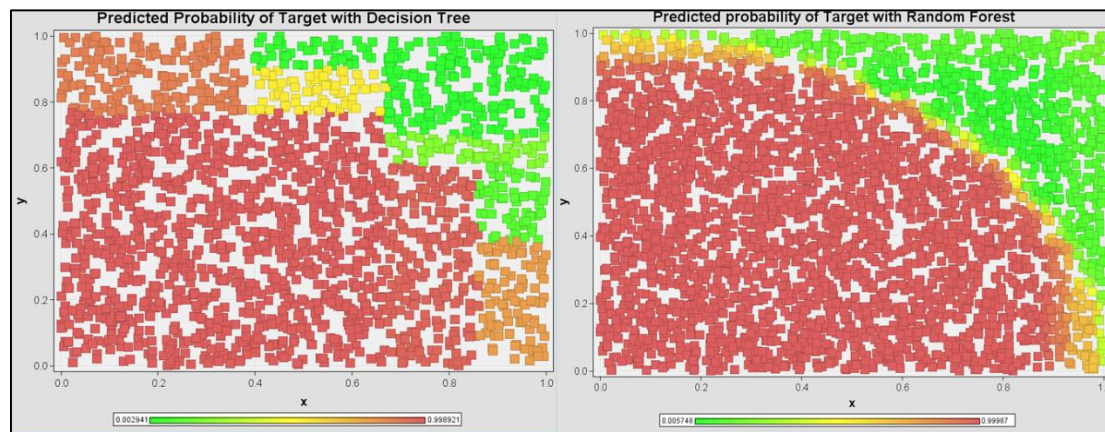 Predicted Probability of Target with Decision Tree
1.0
0.8
0.6
y
0.4
0.2
0.0
0.0 0.2 0.4 0.6 0.8 1.0
x
0.002941 0.998921
Predicted probability of Target with Random Forest
1.0
0.8
0.6
y
0.4
0.2
0.0
0.0 0.2 0.4 0.6 0.8 1.
x
0.005748 0.99987